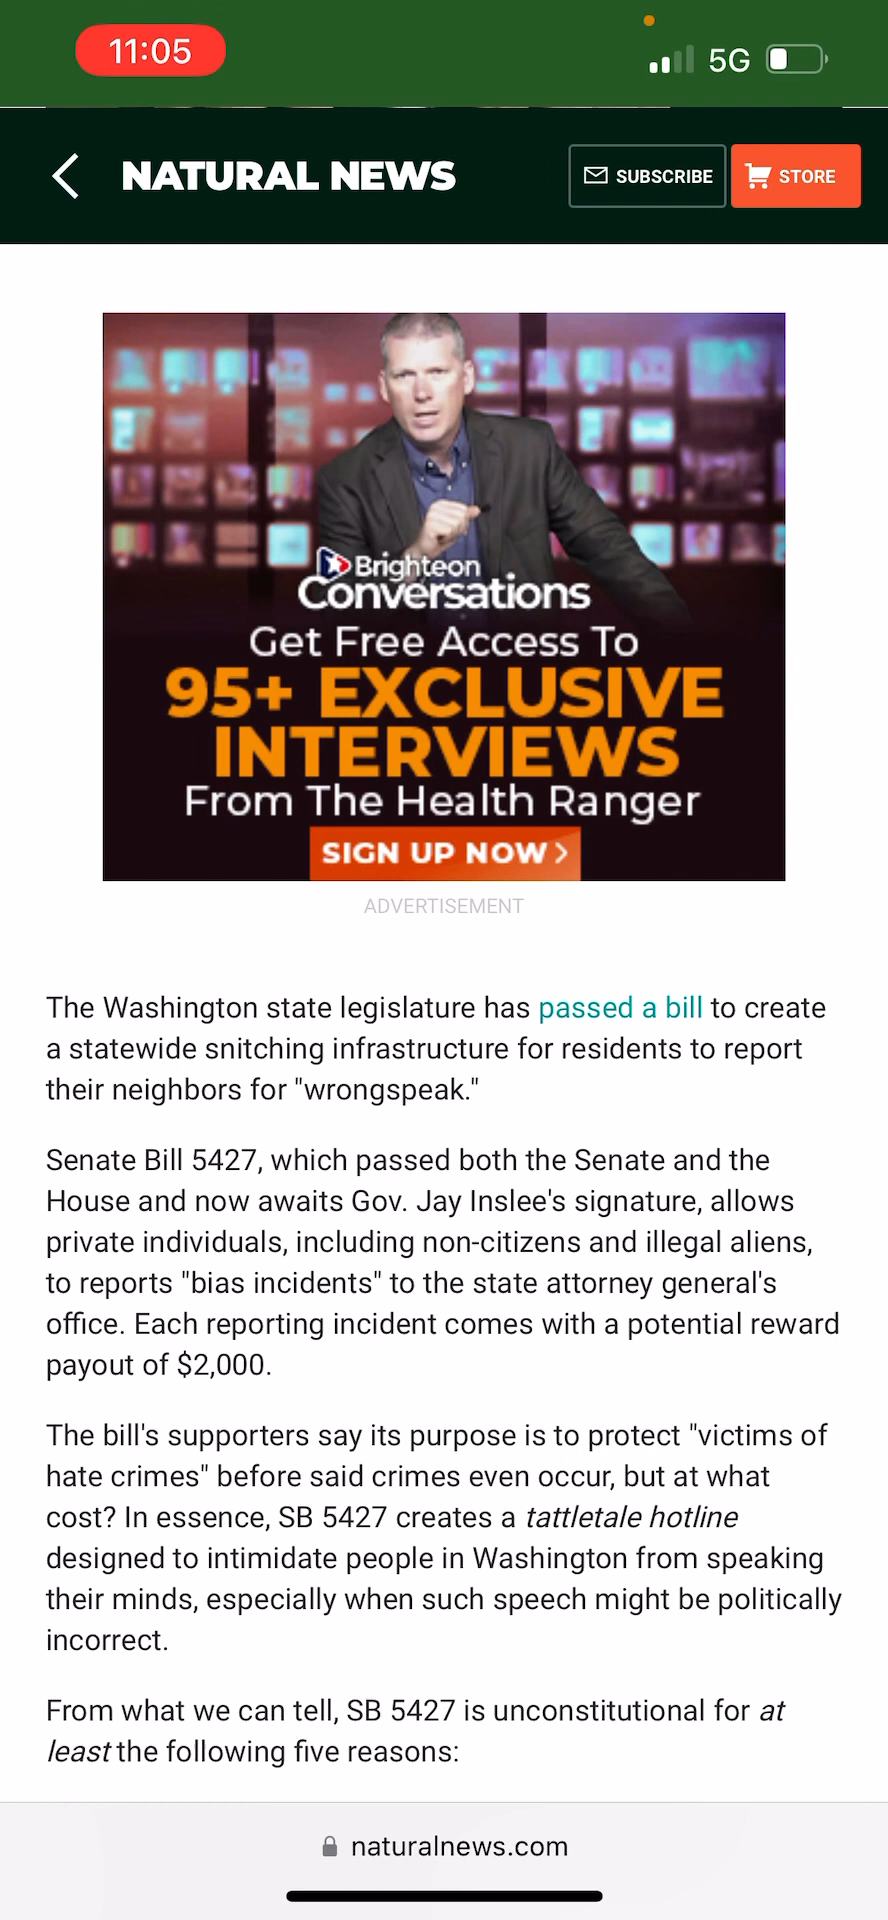 11:05
5G
NATURAL NEWS
SUBSCRIBE
STORE
Brighteon
Conversations
Get Free Access To
95+ EXCLUSIVE
INTERVIEWS
From The Health Ranger
SIGN UP NOW >
ADVERTISEMENT
The Washington state legislature has passed a bill to create
a statewide snitching infrastructure for residents to report
their neighbors for "wrongspeak."
Senate Bill 5427, which passed both the Senate and the
House and now awaits Gov. Jay Inslee's signature, allows
private individuals, including non-citizens and illegal aliens,
to reports "bias incidents" to the state attorney general's
office. Each reporting incident comes with a potential reward
payout of $2,000.
The bill's supporters say its purpose is to protect "victims of
hate crimes" before said crimes even occur, but at what
cost? In essence, SB 5427 creates a tattletale hotline
designed to intimidate people in Washington from speaking
their minds, especially when such speech might be politically
incorrect.
From what we can tell, SB 5427 is unconstitutional for at
least the following five reasons:
naturalnews.com